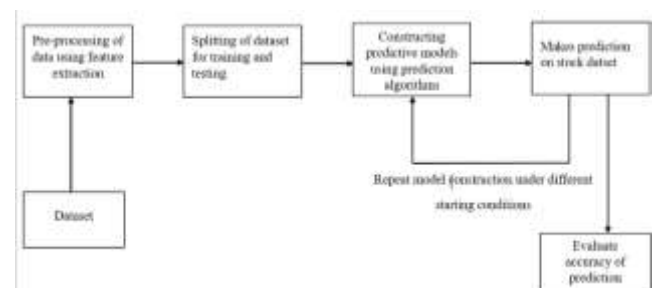 Pre-processing of
data using feature
extraction
Splitting of dataset
for training and
testing
Constructing
predictive models
using prediction
algorithms
Makes prediction
on stock datset
Repeat model construction under different
starting conditions
Dataset
Evaluate
accuracy of
prediction